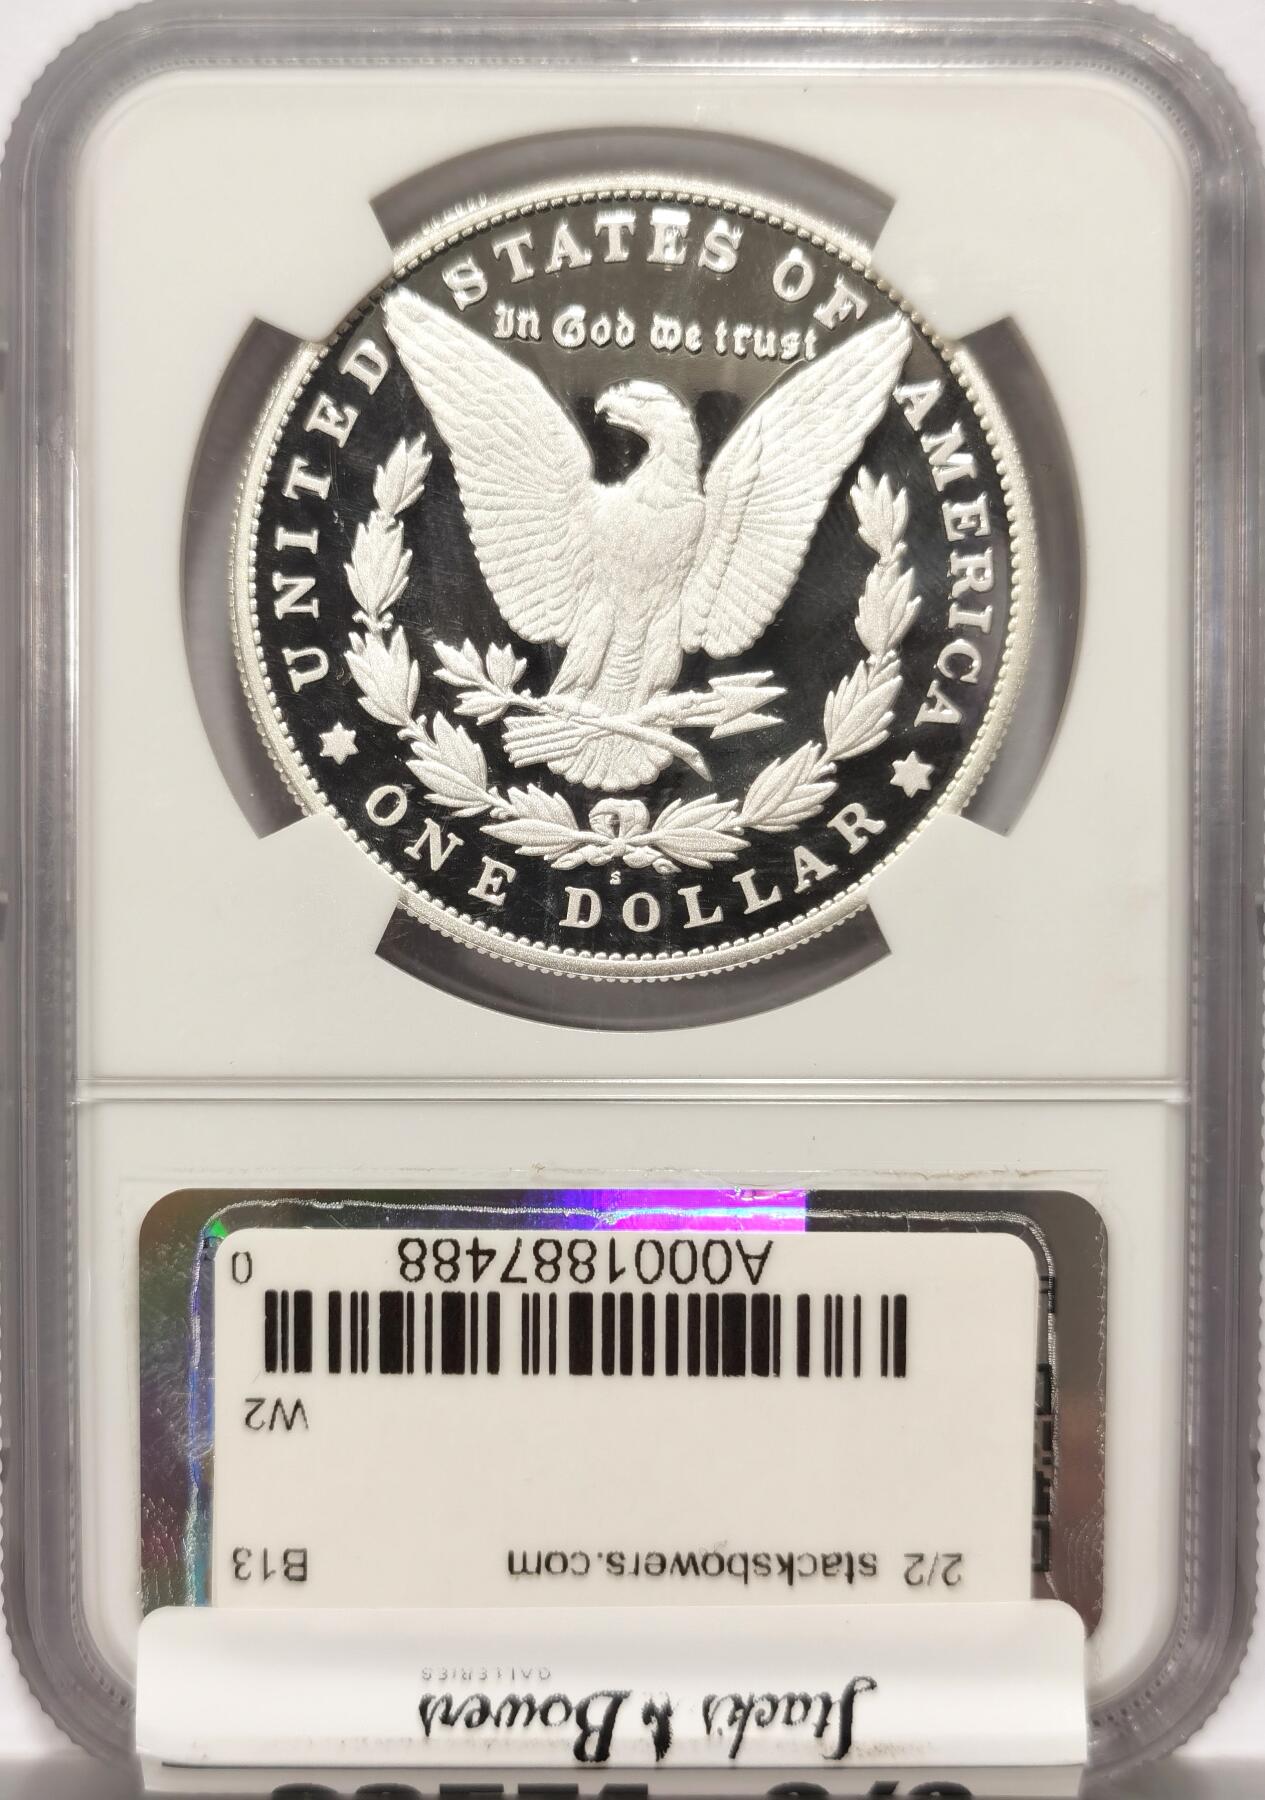 UNITED STATES OF AMERICA
In God we trust
S
ONE DOLLAR
0
A0001887488
W2
B13
2/2 stacksbowers.com
Stack's Bowers
GALLERIES